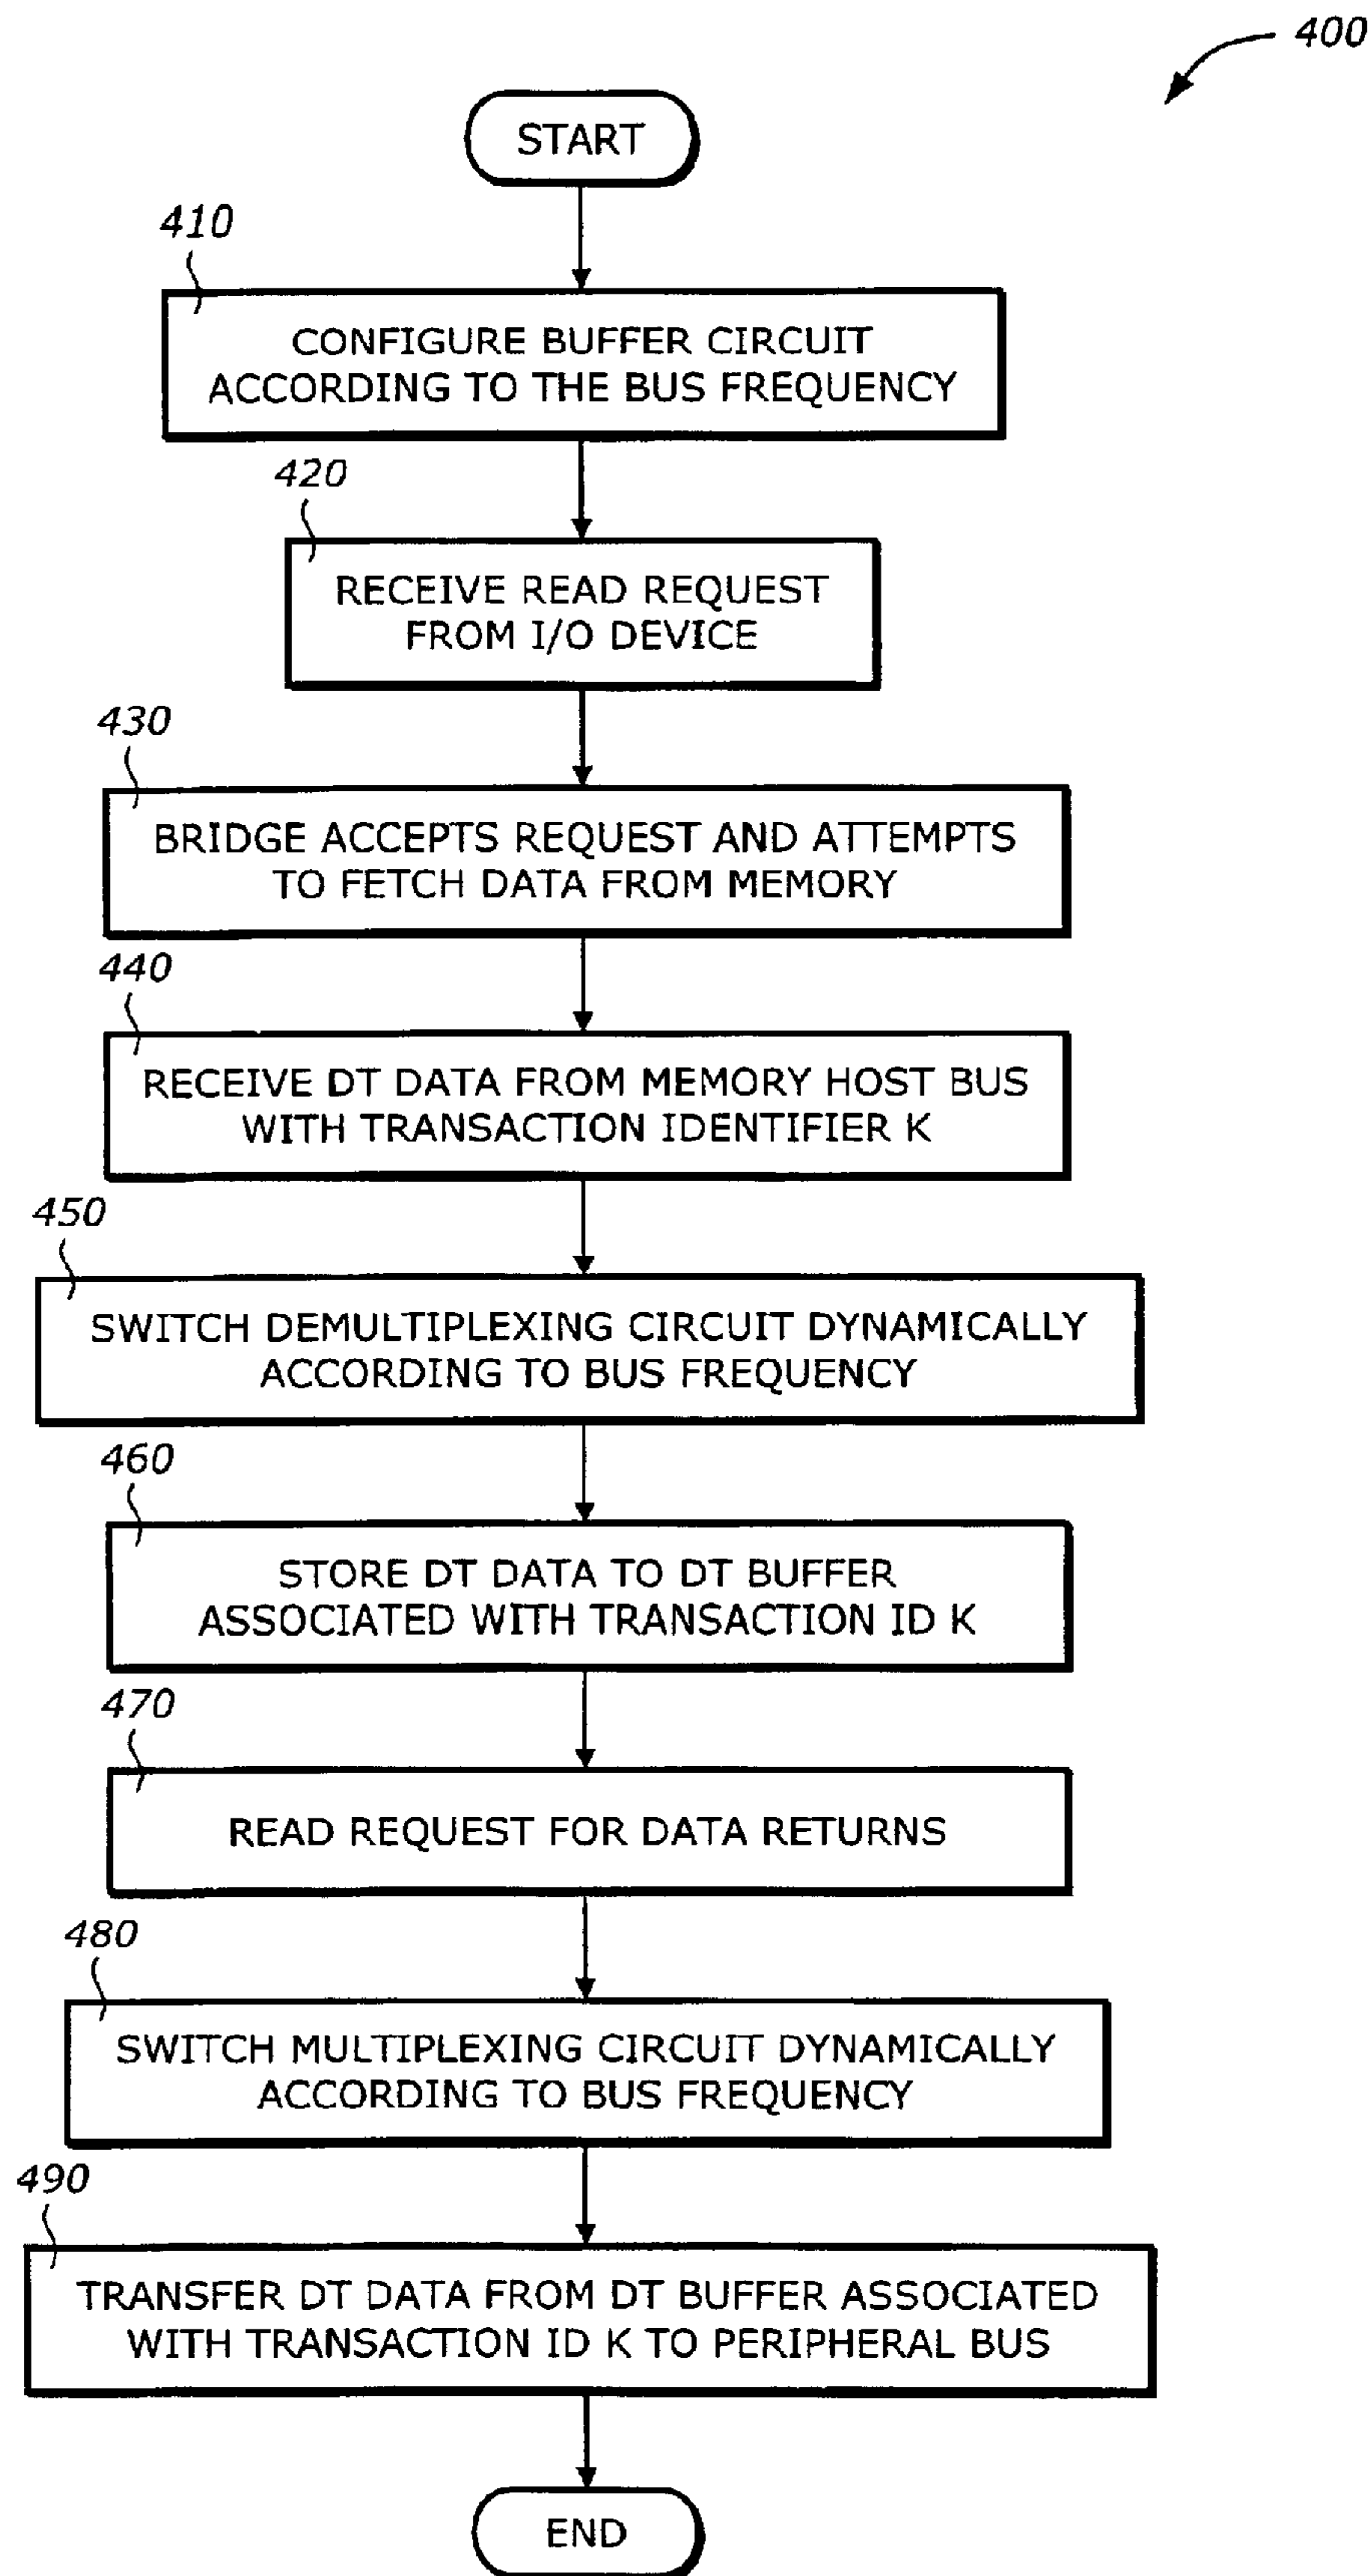 400
START
410
CONFIGURE BUFFER CIRCUIT
ACCORDING TO THE BUS FREQUENCY
420
RECEIVE READ REQUEST
FROM I/O DEVICE
430
BRIDGE ACCEPTS REQUEST AND ATTEMPTS
TO FETCH DATA FROM MEMORY
440
RECEIVE DT DATA FROM MEMORY HOST BUS
WITH TRANSACTION IDENTIFIER K
450
SWITCH DEMULTIPLEXING CIRCUIT DYNAMICALLY
ACCORDING TO BUS FREQUENCY
460
STORE DT DATA TO DT BUFFER
ASSOCIATED WITH TRANSACTION ID K
470
READ REQUEST FOR DATA RETURNS
480
SWITCH MULTIPLEXING CIRCUIT DYNAMICALLY
ACCORDING TO BUS FREQUENCY
490
TRANSFER DT DATA FROM DT BUFFER ASSOCIATED
WITH TRANSACTION ID K TO PERIPHERAL BUS
END